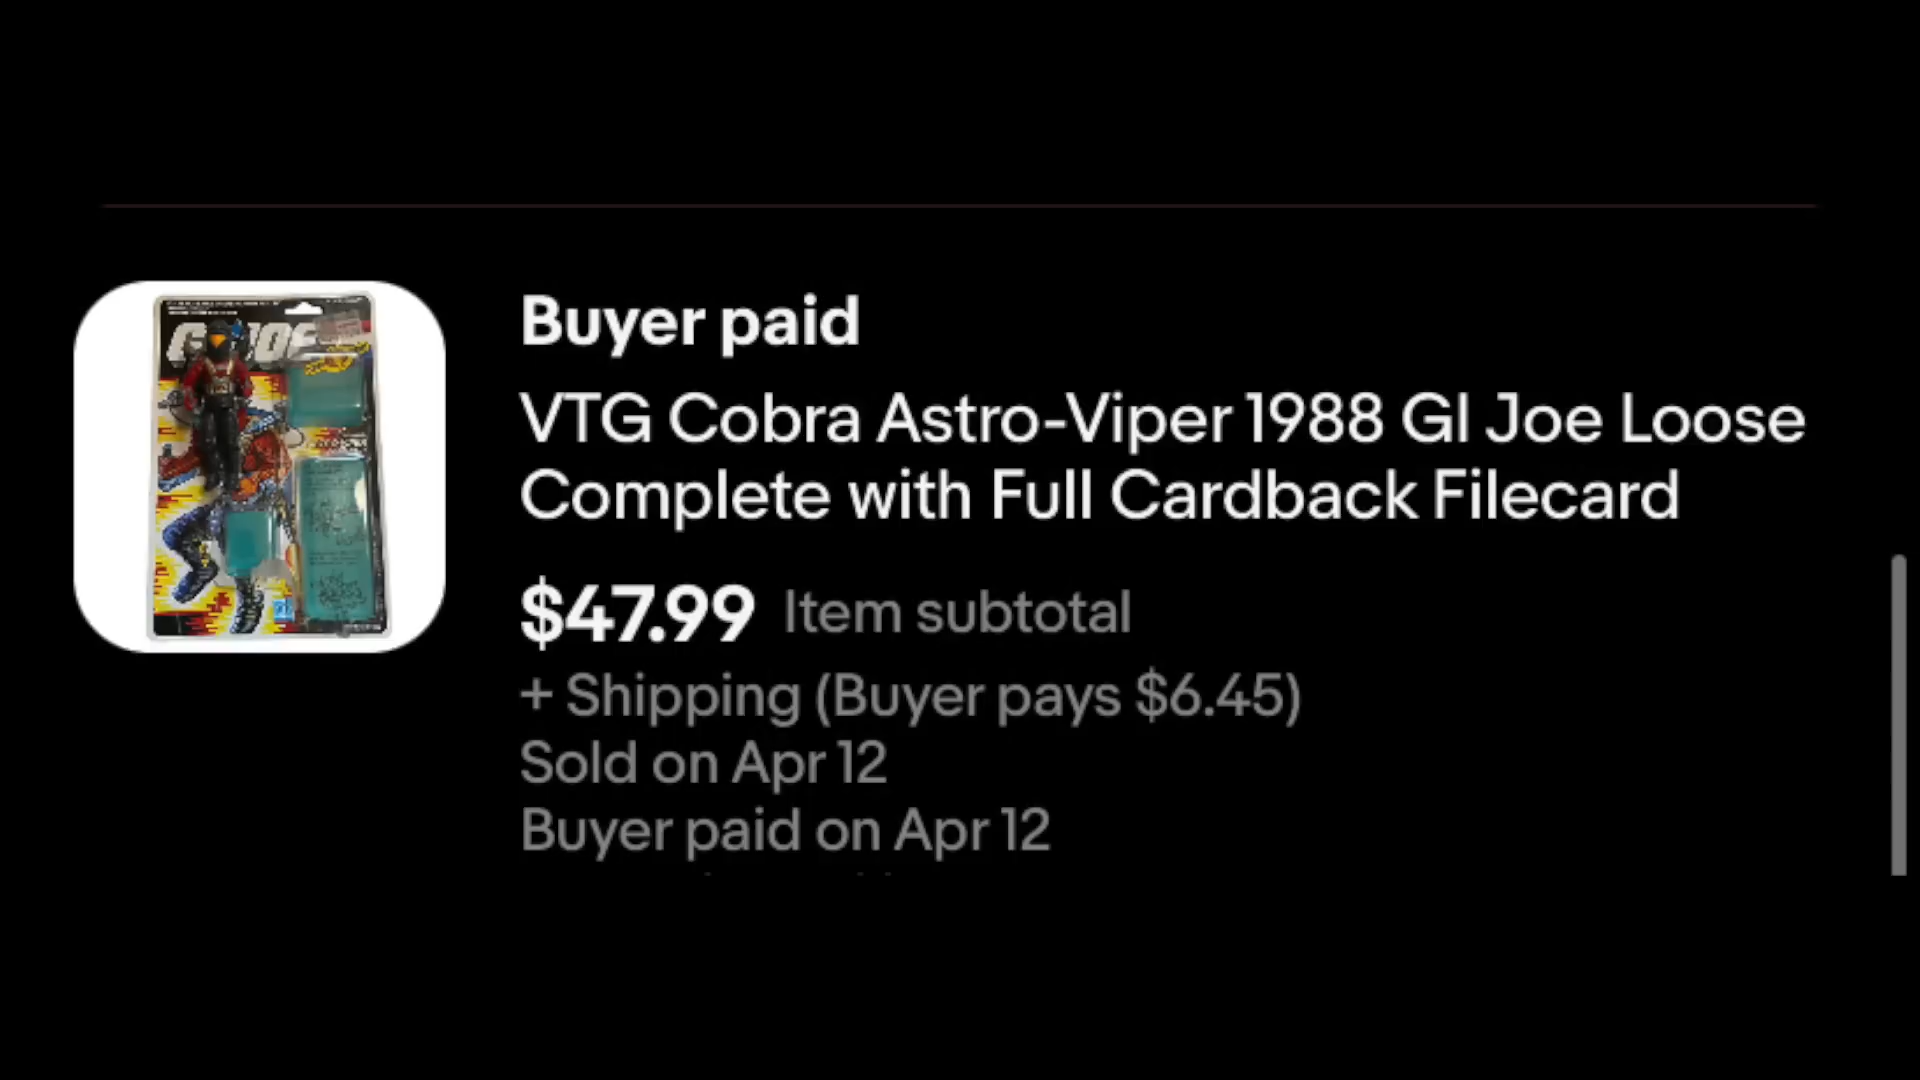 G.I. JOE
Buyer paid
VTG Cobra Astro-Viper 1988 GI Joe Loose
Complete with Full Cardback Filecard
$47.99 Item subtotal
+ Shipping (Buyer pays $6.45)
Sold on Apr 12
Buyer paid on Apr 12